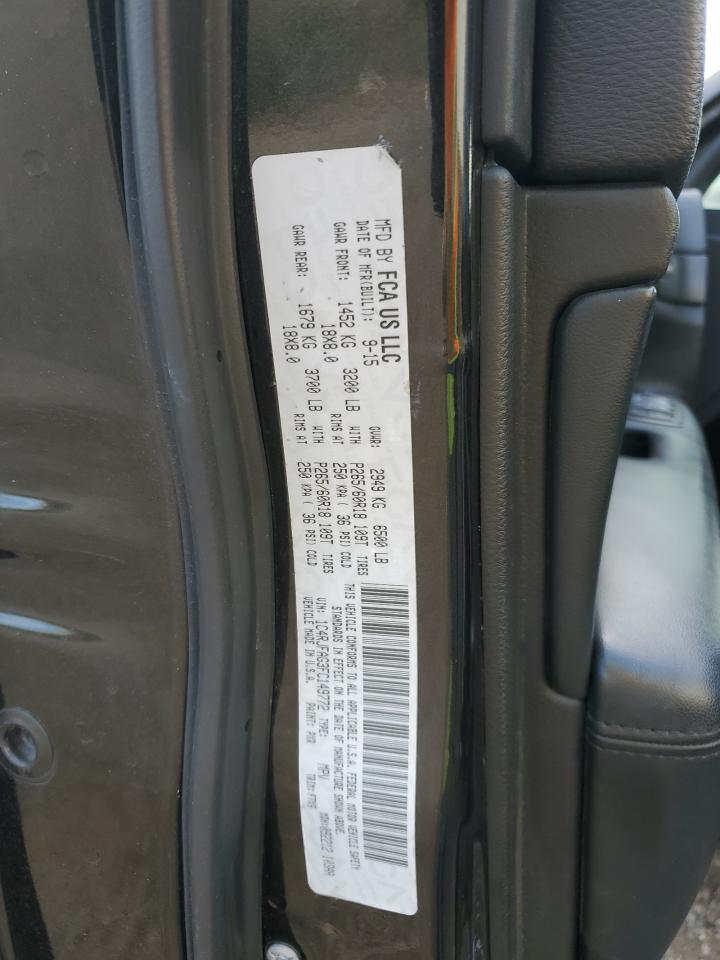 MFD BY FCA US LLC
DATE OF MFR(BUILT): 9-15 GVWR: 2949 KG 6500 LB
GAWR FRONT: 1452 KG 3200 LB WITH P265/60R18 109T TIRES
18X8.0 RIMS AT 250 KPA ( 36 PSI) COLD
GAWR REAR: 1679 KG 3700 LB WITH P265/60R18 109T TIRES
18X8.0 RIMS AT 250 KPA ( 36 PSI) COLD
THIS VEHICLE CONFORMS TO ALL APPLICABLE U.S.A. FEDERAL MOTOR VEHICLE SAFETY
STANDARDS IN EFFECT ON THE DATE OF MANUFACTURE SHOWN ABOVE.
VIN: 1C4RJFAG3FC149772 TYPE: MPV
VEHICLE MADE IN U.S.A. PAINT: TRIM: